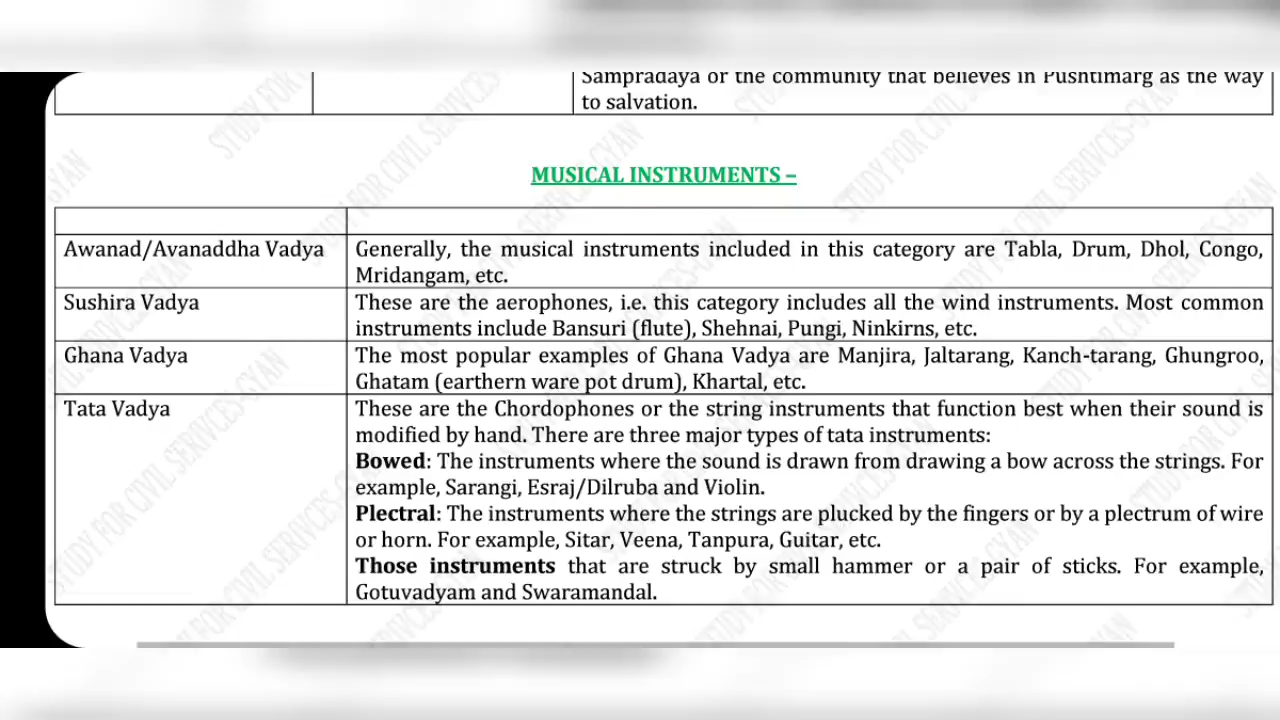 Sampradaya or the community that believes in Pushtimarg as the way
to salvation.
MUSICAL INSTRUMENTS –
Awanad/Avanaddha Vadya
Generally, the musical instruments included in this category are Tabla, Drum, Dhol, Congo,
Mridangam, etc.
Sushira Vadya
These are the aerophones, i.e. this category includes all the wind instruments. Most common
instruments include Bansuri (flute), Shehnai, Pungi, Ninkirns, etc.
Ghana Vadya
The most popular examples of Ghana Vadya are Manjira, Jaltarang, Kanch-tarang, Ghungroo,
Ghatam (earthern ware pot drum), Khartal, etc.
Tata Vadya
These are the Chordophones or the string instruments that function best when their sound is
modified by hand. There are three major types of tata instruments:
Bowed: The instruments where the sound is drawn from drawing a bow across the strings. For
example, Sarangi, Esraj/Dilruba and Violin.
Plectral: The instruments where the strings are plucked by the fingers or by a plectrum of wire
or horn. For example, Sitar, Veena, Tanpura, Guitar, etc.
Those instruments that are struck by small hammer or a pair of sticks. For example,
Gotuvadyam and Swaramandal.
STUDY FOR CIVIL SERIVCES-GYAN